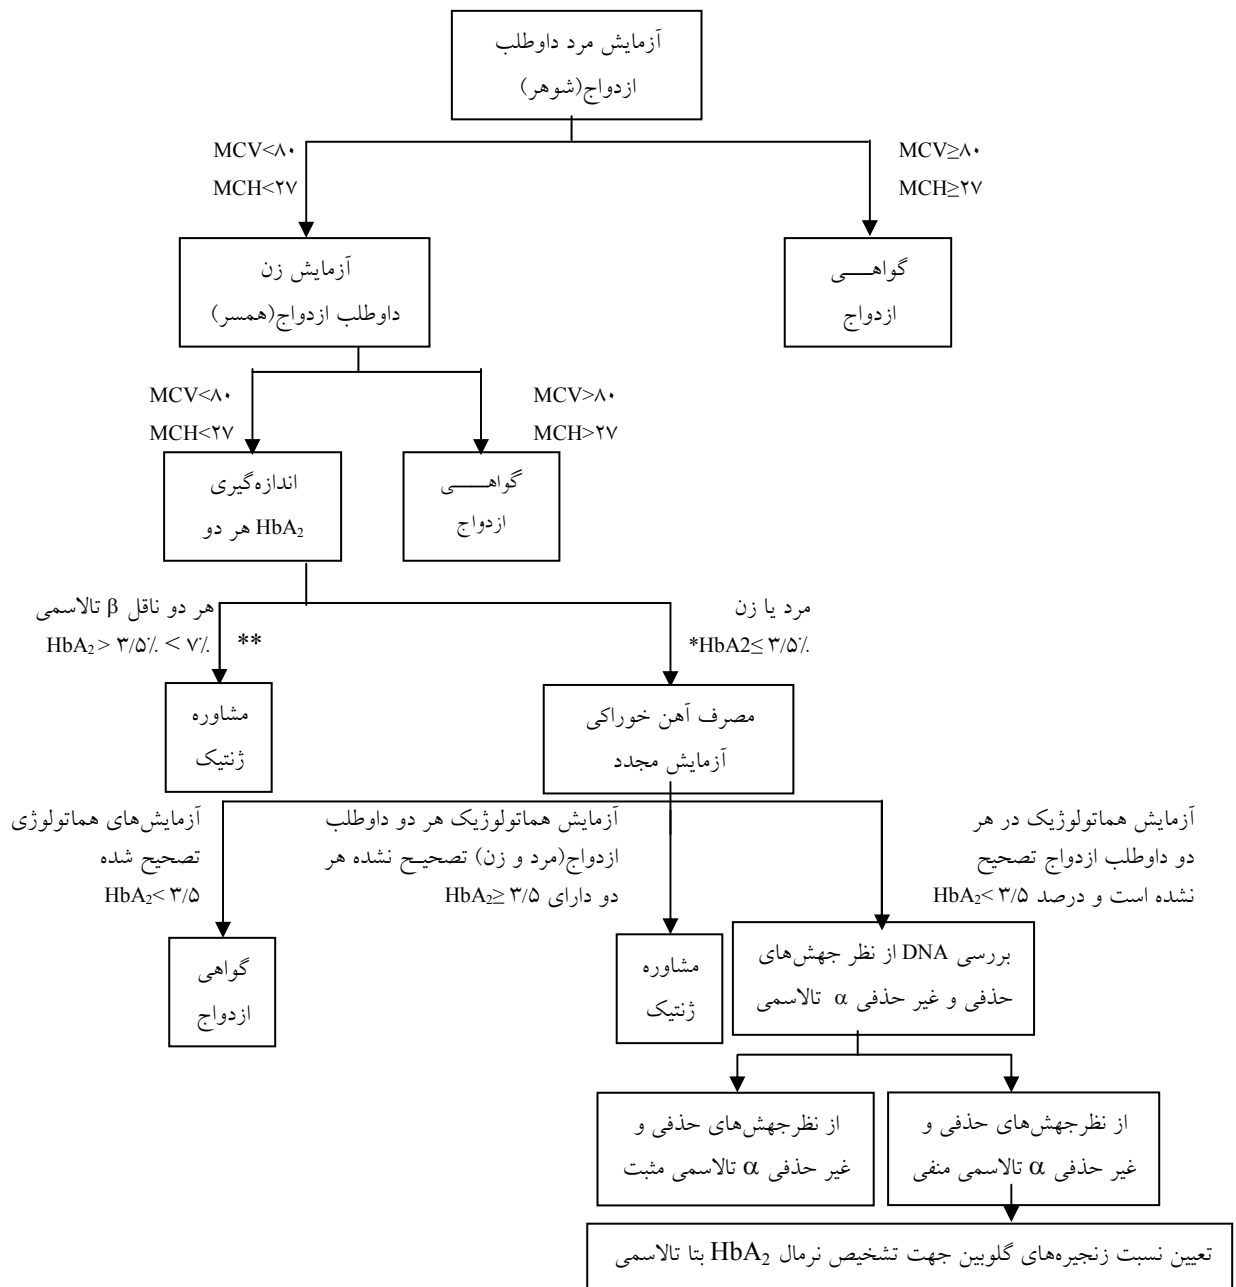 آزمایش مرد داوطلب
ازدواج(شوهر)
MCV≥۸۰
MCH≥۲۷
MCV<۸۰
MCH<۲۷
گواهـــی
ازدواج
آزمایش زن
داوطلب ازدواج(همسر)
MCV>۸۰
MCH>۲۷
MCV<۸۰
MCH<۲۷
گواهـــی
ازدواج
اندازه‌گیری
HbA₂ هر دو
مرد یا زن
*HbA2≤ ۳/۵٪
هر دو ناقل β تالاسمی
** HbA₂ > ۳/۵٪ < ۷٪
مصرف آهن خوراکی
آزمایش مجدد
مشاوره
ژنتیک
آزمایش هماتولوژیک در هر
دو داوطلب ازدواج تصحیح
نشده است و درصد HbA₂< ۳/۵
آزمایش هماتولوژیک هر دو داوطلب
ازدواج(مرد و زن) تصحیـح نشده هر
دو دارای HbA₂≥ ۳/۵
آزمایش‌های هماتولوژی
تصحیح شده
HbA₂< ۳/۵
بررسی DNA از نظر جهش‌های
حذفی و غیر حذفی α تالاسمی
مشاوره
ژنتیک
گواهی
ازدواج
از نظرجهش‌های حذفی و
غیر حذفی α تالاسمی منفی
از نظرجهش‌های حذفی و
غیر حذفی α تالاسمی مثبت
تعیین نسبت زنجیره‌های گلوبین جهت تشخیص نرمال HbA₂ بتا تالاسمی